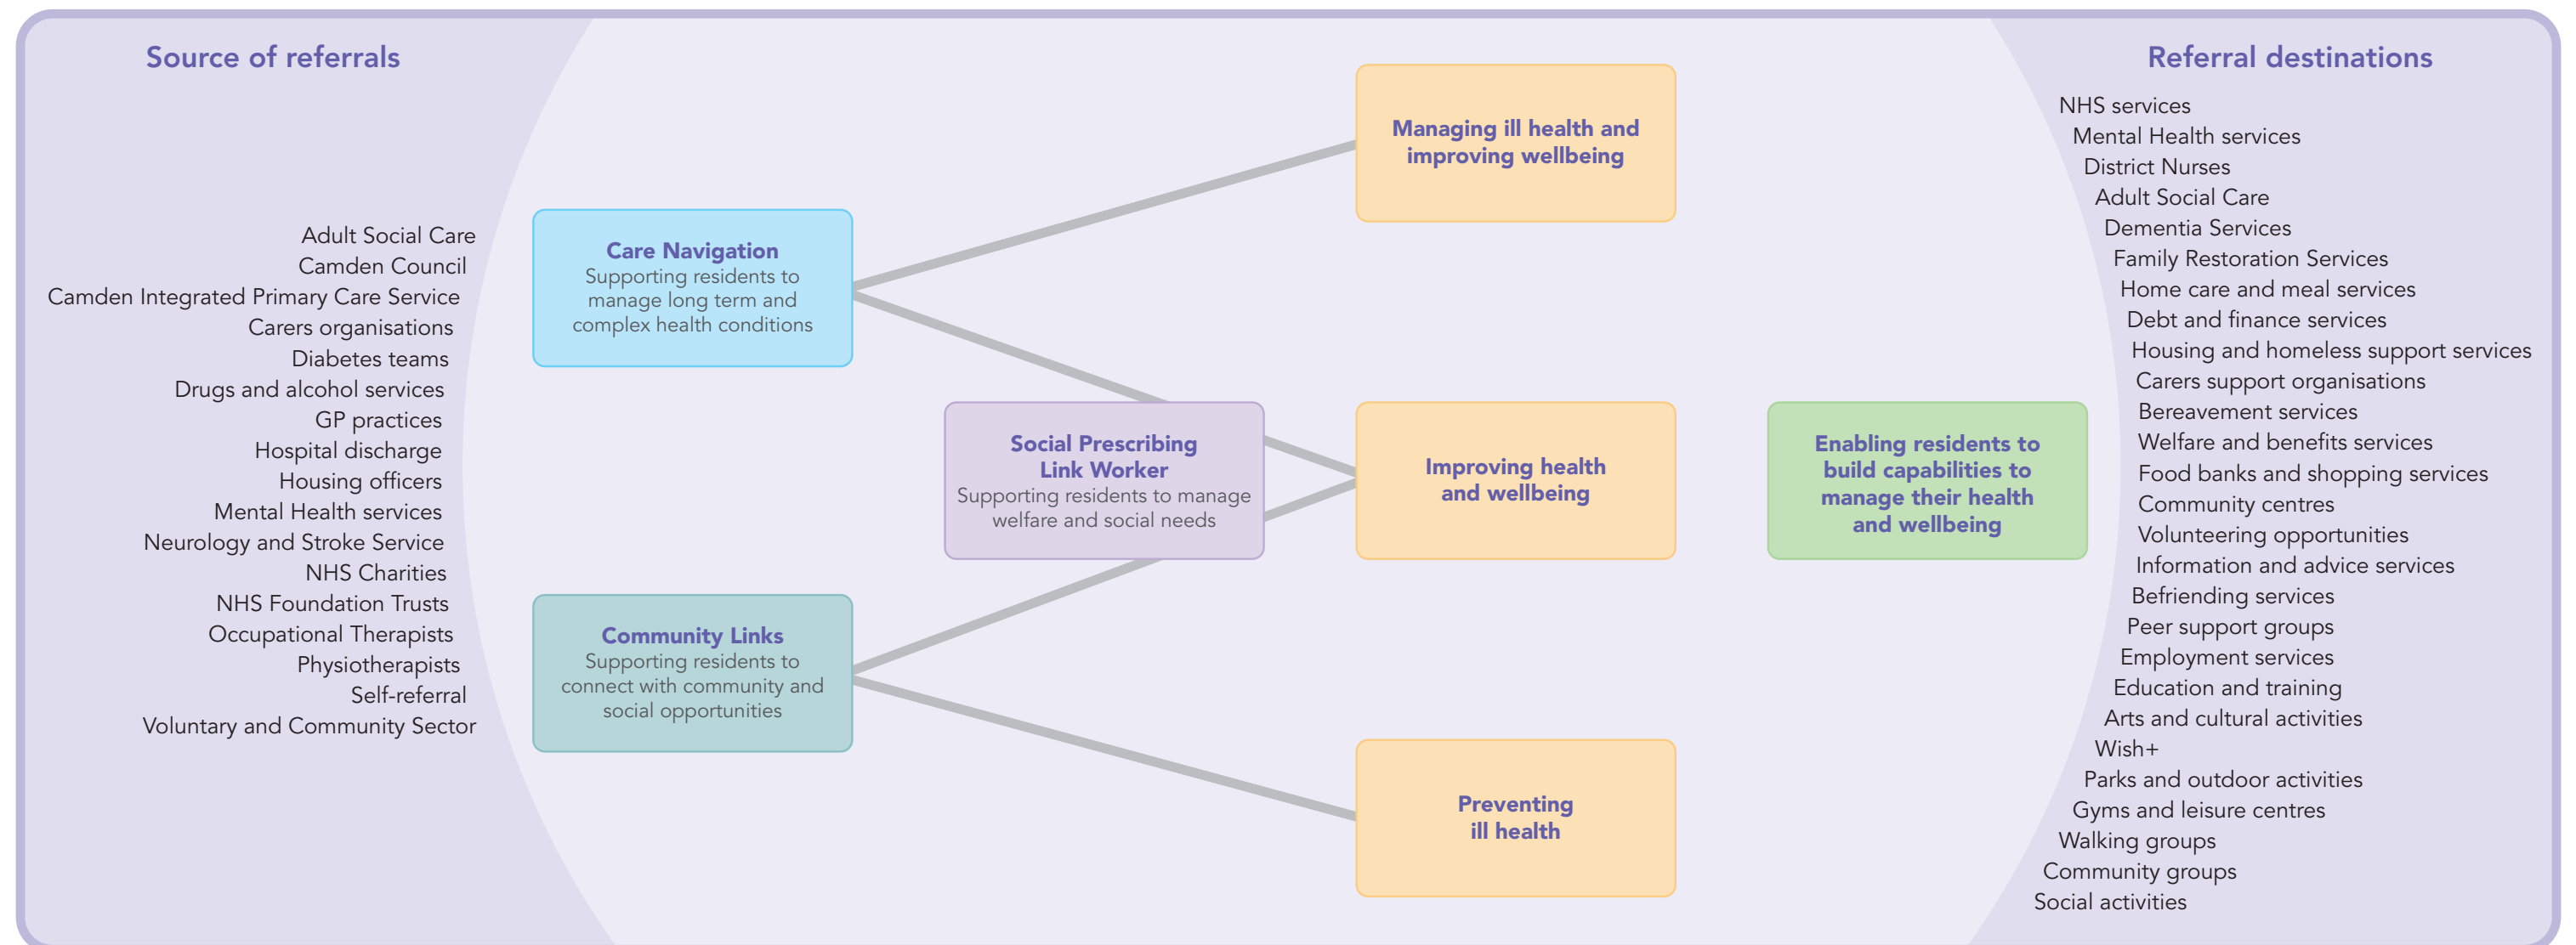 Source of referrals
Adult Social Care
Camden Council
Camden Integrated Primary Care Service
Carers organisations
Diabetes teams
Drugs and alcohol services
GP practices
Hospital discharge
Housing officers
Mental Health services
Neurology and Stroke Service
NHS Charities
NHS Foundation Trusts
Occupational Therapists
Physiotherapists
Self-referral
Voluntary and Community Sector
Care Navigation
Supporting residents to
manage long term and
complex health conditions
Community Links
Supporting residents to
connect with community and
social opportunities
Social Prescribing
Link Worker
Supporting residents to manage
welfare and social needs
Managing ill health and
improving wellbeing
Improving health
and wellbeing
Preventing
ill health
Enabling residents to
build capabilities to
manage their health
and wellbeing
Referral destinations
NHS services
Mental Health services
District Nurses
Adult Social Care
Dementia Services
Family Restoration Services
Home care and meal services
Debt and finance services
Housing and homeless support services
Carers support organisations
Bereavement services
Welfare and benefits services
Food banks and shopping services
Community centres
Volunteering opportunities
Information and advice services
Befriending services
Peer support groups
Employment services
Education and training
Arts and cultural activities
Wish+
Parks and outdoor activities
Gyms and leisure centres
Walking groups
Community groups
Social activities